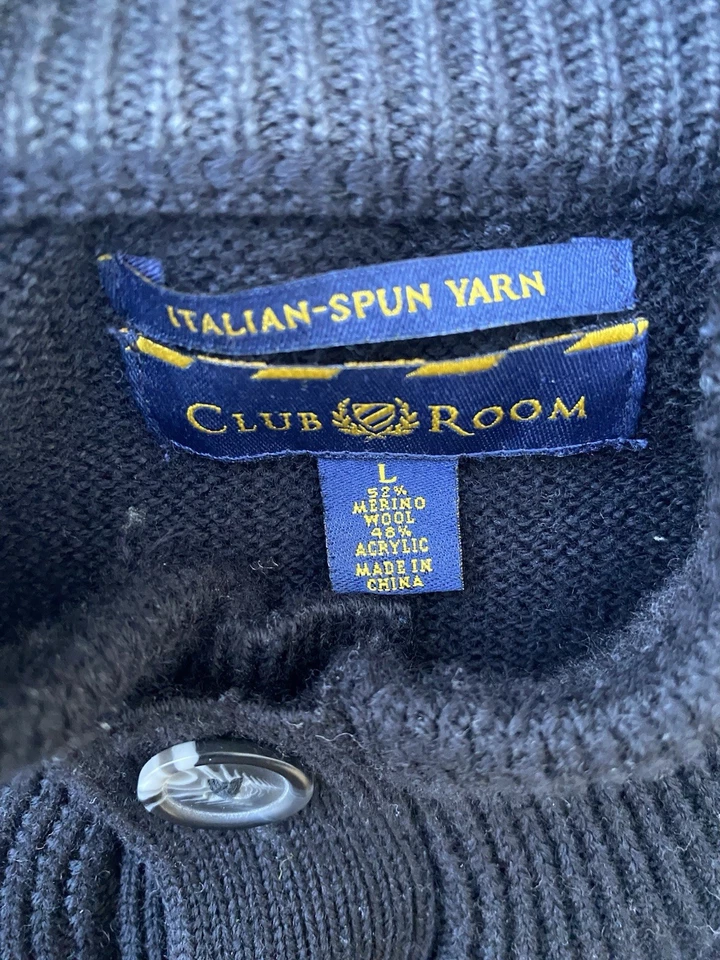 ITALIAN-SPUN YARN
CLUB ROOM
L
52%
MERINO
WOOL
48%
ACRYLIC
MADE IN
CHINA